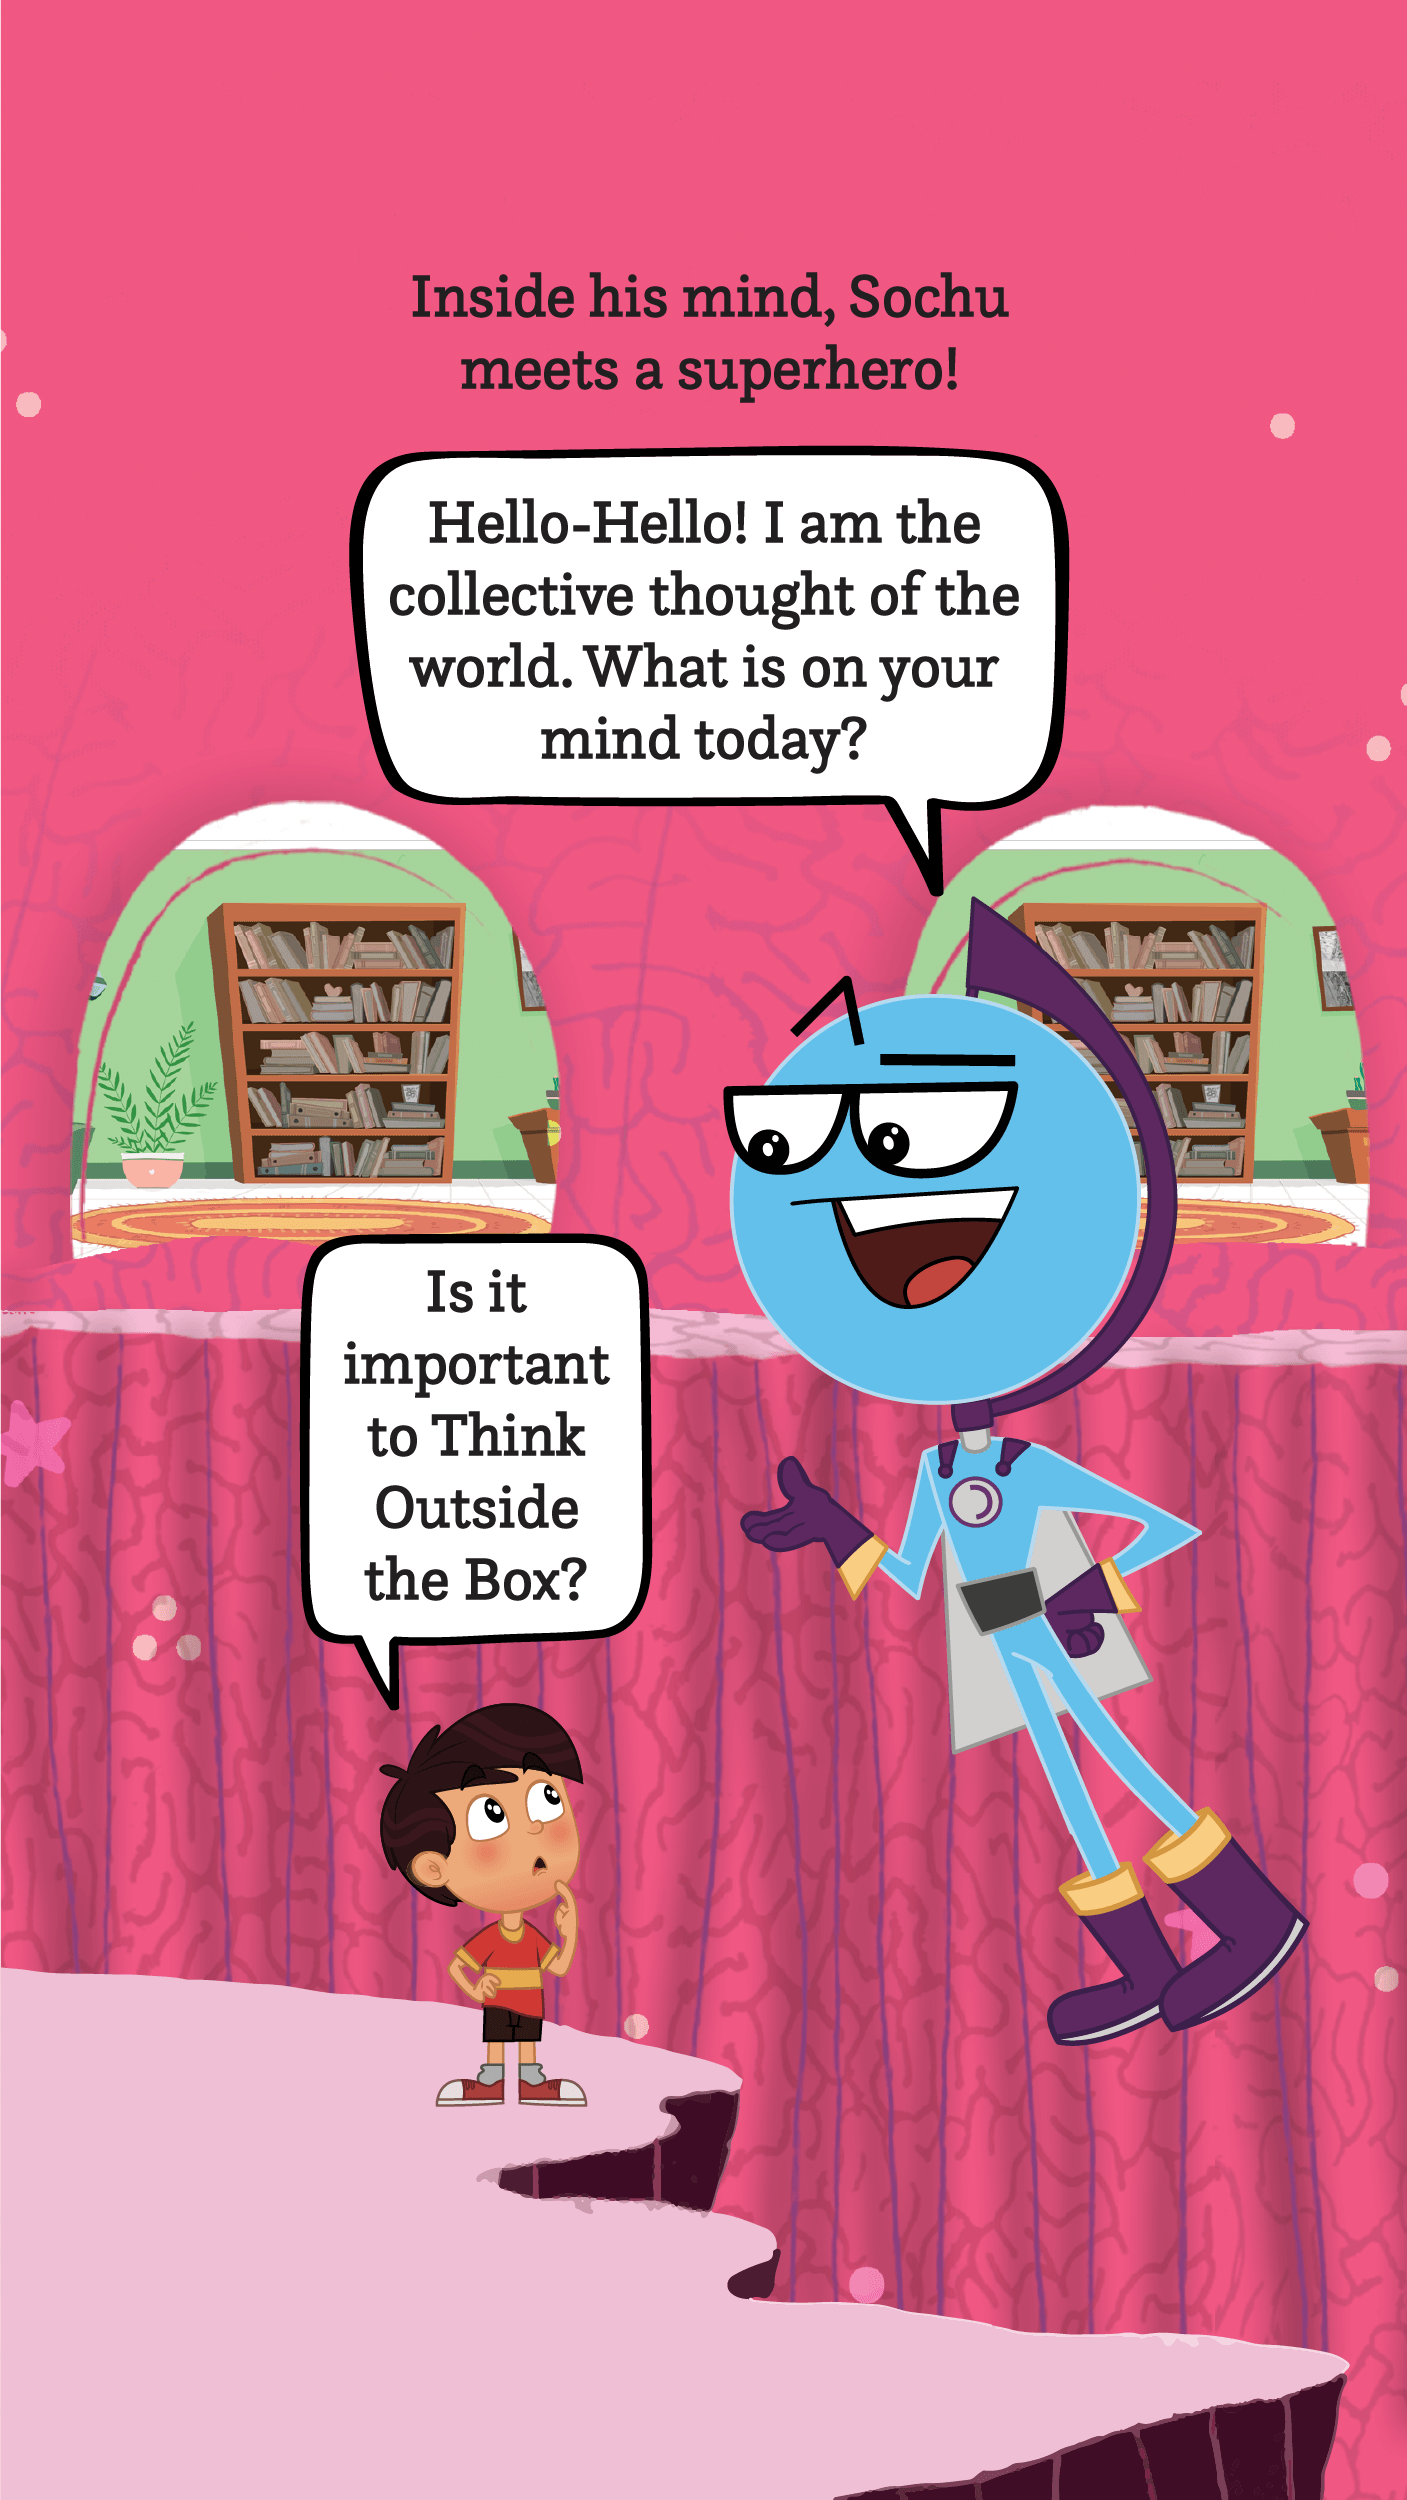 Inside his mind, Sochu
meets a superhero!
Hello-Hello! I am the
collective thought of the
world. What is on your
mind today?
Is it
important
to Think
Outside
the Box?